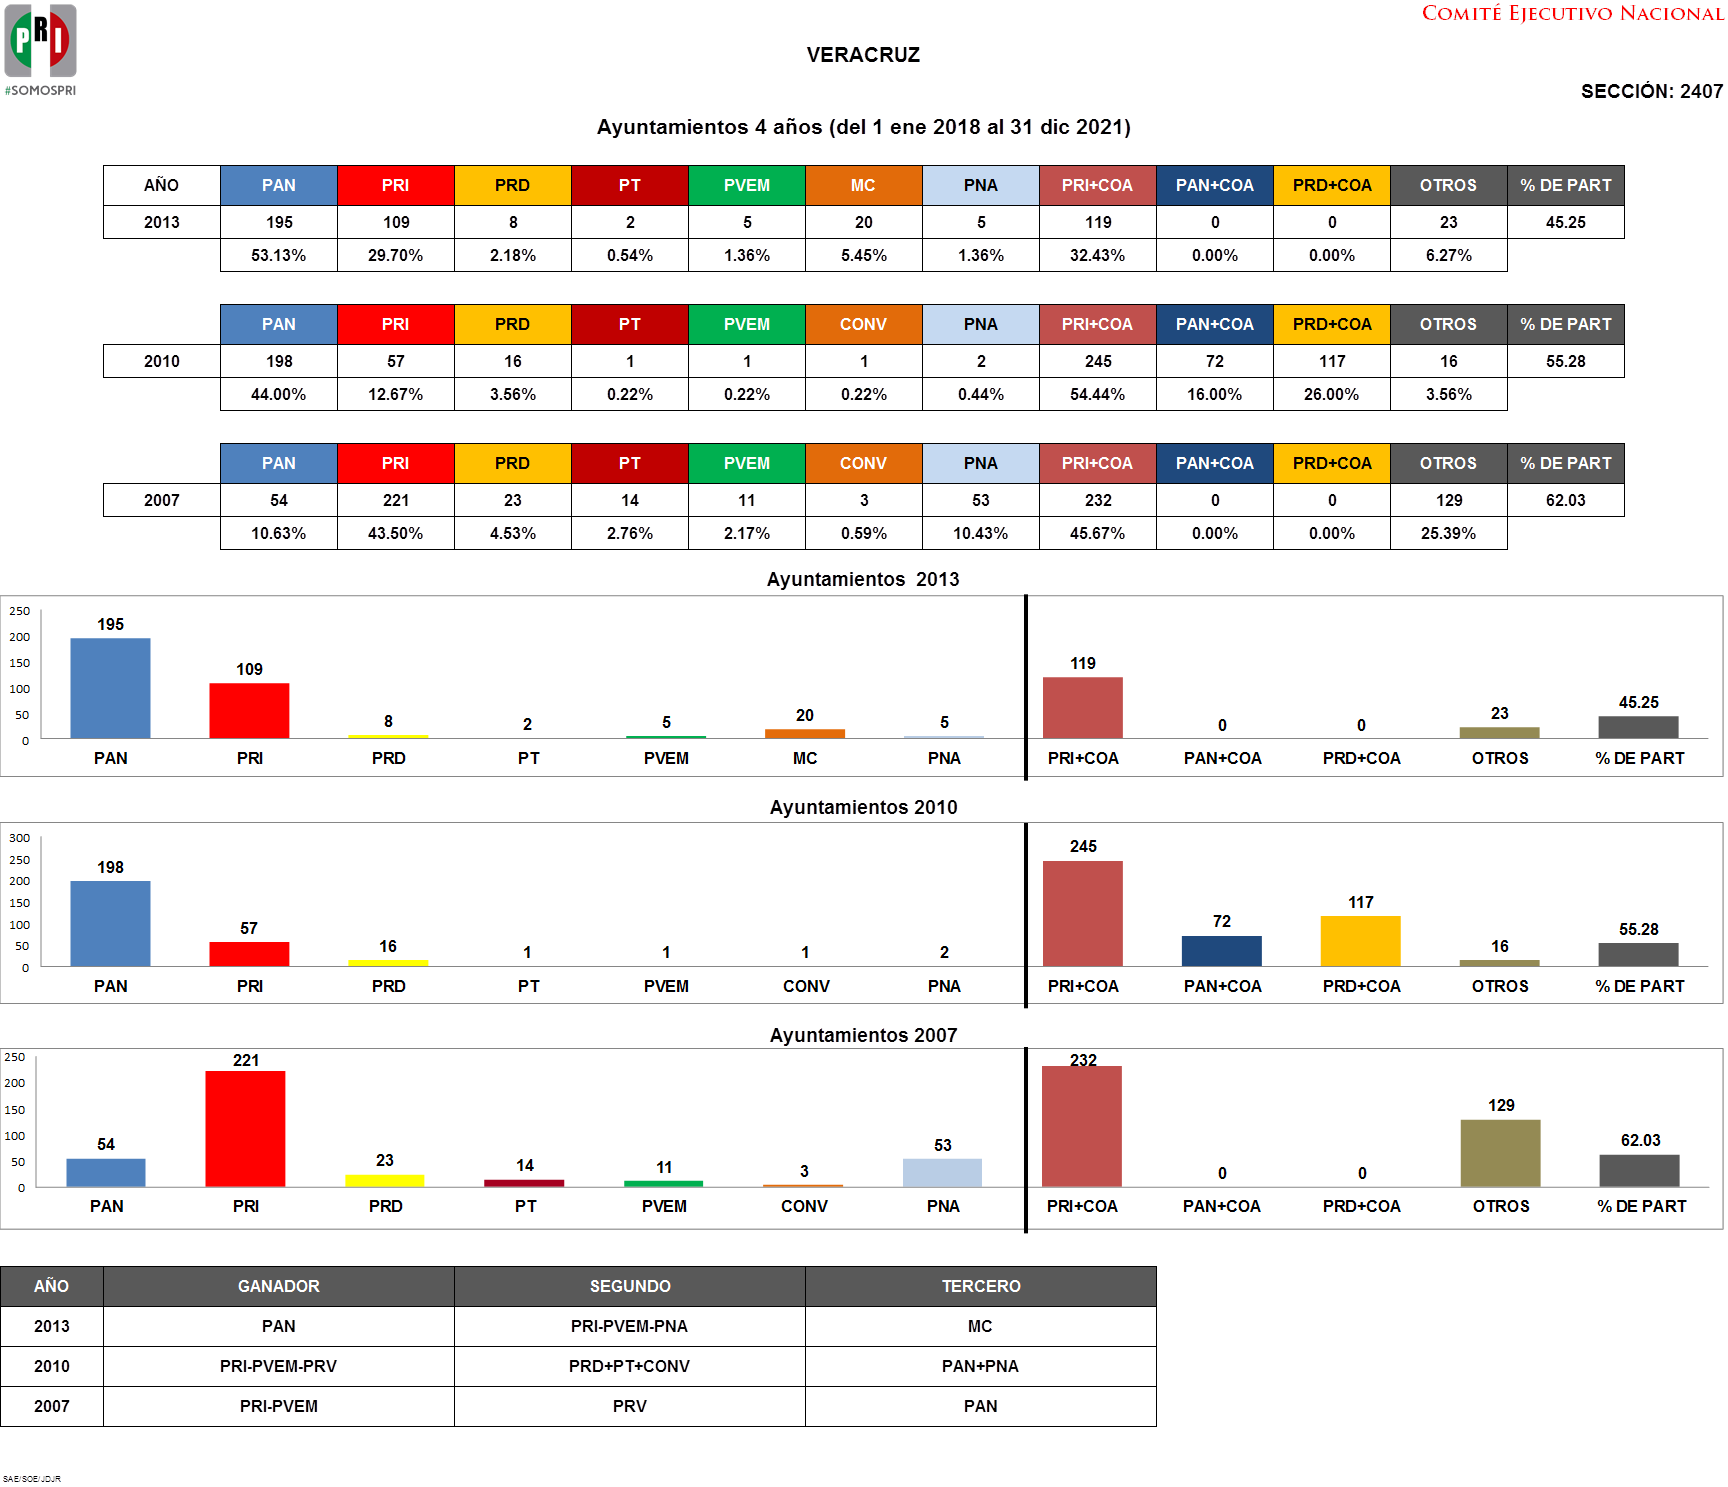 PRI
#SOMOSPRI
COMITÉ EJECUTIVO NACIONAL
VERACRUZ
SECCIÓN: 2407
Ayuntamientos 4 años (del 1 ene 2018 al 31 dic 2021)
AÑO PAN PRI PRD PT PVEM MC PNA PRI+COA PAN+COA PRD+COA OTROS % DE PART
2013 195 109 8 2 5 20 5 119 0 0 23 45.25
53.13% 29.70% 2.18% 0.54% 1.36% 5.45% 1.36% 32.43% 0.00% 0.00% 6.27%
PAN PRI PRD PT PVEM CONV PNA PRI+COA PAN+COA PRD+COA OTROS % DE PART
2010 198 57 16 1 1 1 2 245 72 117 16 55.28
44.00% 12.67% 3.56% 0.22% 0.22% 0.22% 0.44% 54.44% 16.00% 26.00% 3.56%
PAN PRI PRD PT PVEM CONV PNA PRI+COA PAN+COA PRD+COA OTROS % DE PART
2007 54 221 23 14 11 3 53 232 0 0 129 62.03
10.63% 43.50% 4.53% 2.76% 2.17% 0.59% 10.43% 45.67% 0.00% 0.00% 25.39%
Ayuntamientos 2013
250
200
150
100
50
0
195 109 8 2 5 20 5 119 0 0 23 45.25
PAN PRI PRD PT PVEM MC PNA PRI+COA PAN+COA PRD+COA OTROS % DE PART
Ayuntamientos 2010
300
250
200
150
100
50
0
198 57 16 1 1 1 2 245 72 117 16 55.28
PAN PRI PRD PT PVEM CONV PNA PRI+COA PAN+COA PRD+COA OTROS % DE PART
Ayuntamientos 2007
250
200
150
100
50
0
54 221 23 14 11 3 53 232 0 0 129 62.03
PAN PRI PRD PT PVEM CONV PNA PRI+COA PAN+COA PRD+COA OTROS % DE PART
AÑO GANADOR SEGUNDO TERCERO
2013 PAN PRI-PVEM-PNA MC
2010 PRI-PVEM-PRV PRD+PT+CONV PAN+PNA
2007 PRI-PVEM PRV PAN
SAE/SOE/JDJR